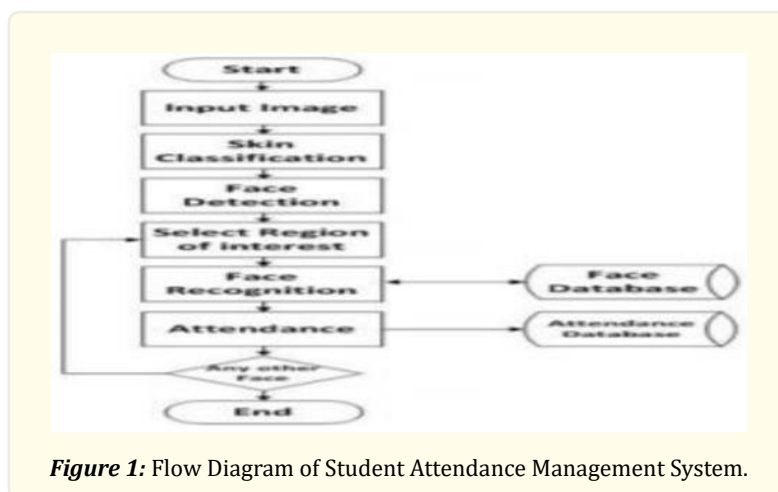 Start
Input Image
Skin
Classification
Face
Detection
Select Region
of interest
Face
Recognition
Face
Database
Attendance
Attendance
Database
Any other
Face
End
Figure 1: Flow Diagram of Student Attendance Management System.